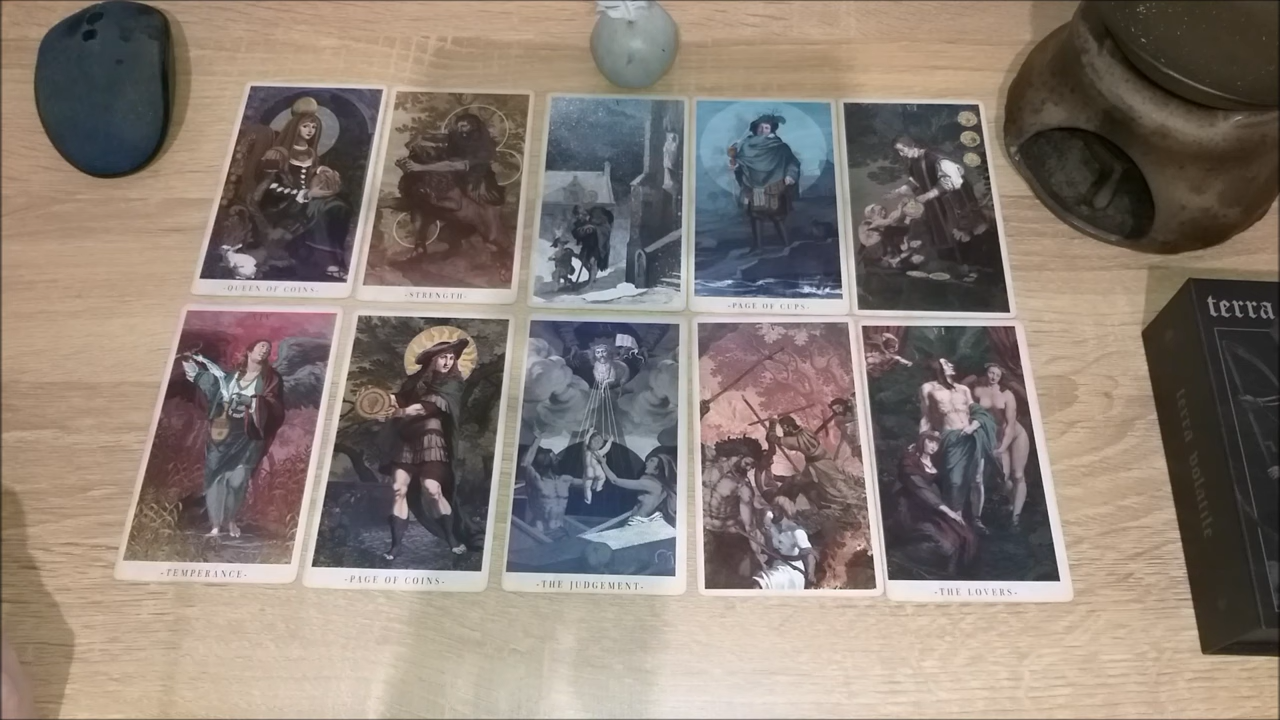 -QUEEN OF COINS-
-STRENGTH-
-PAGE OF CUPS-
-TEMPERANCE-
-PAGE OF COINS-
-THE JUDGEMENT-
-THE LOVERS-
terra
terra volatile